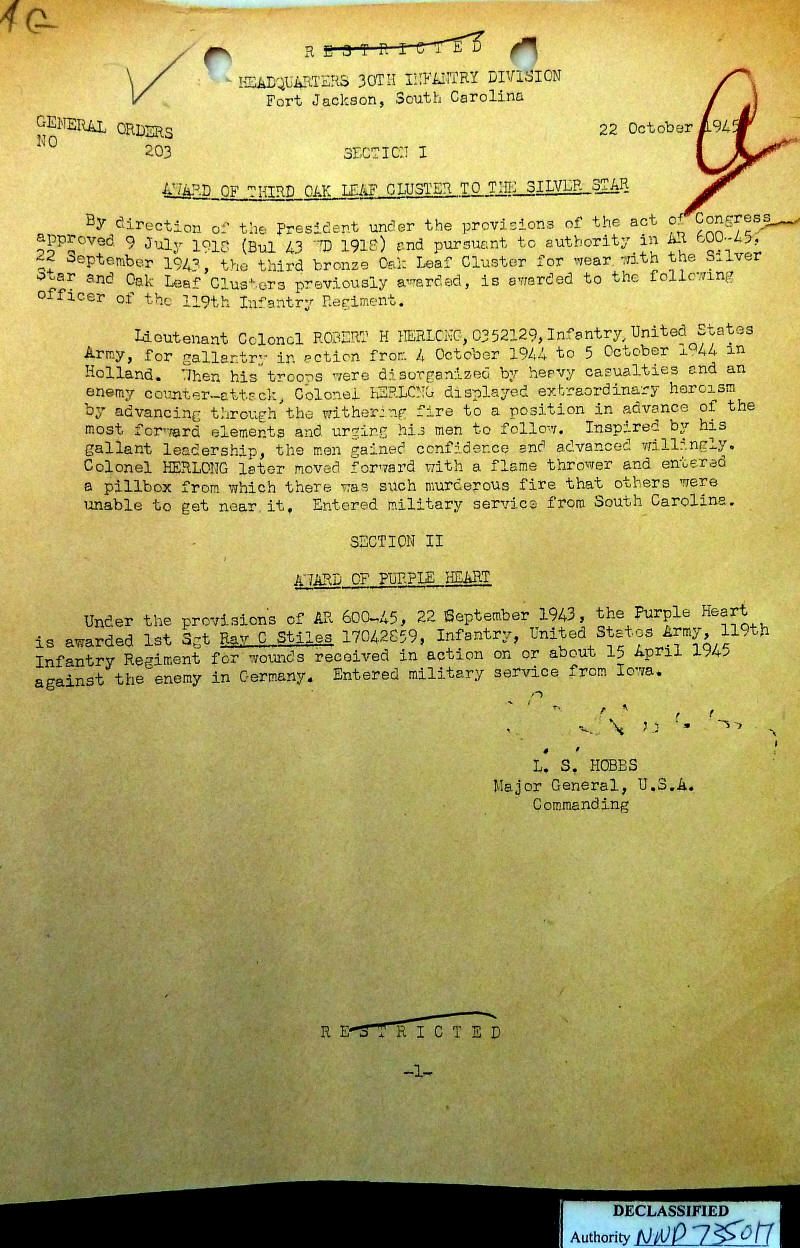 R E S T R I C T E D
HEADQUARTERS 30TH INFANTRY DIVISION
Fort Jackson, South Carolina
GENERAL ORDERS
NO 203
22 October 1945
SECTION I
AWARD OF THIRD OAK LEAF CLUSTER TO THE SILVER STAR
By direction of the President under the provisions of the act of Congress
approved 9 July 1918 (Bul 43 WD 1918) and pursuant to authority in AR 600-45,
22 September 1943, the third bronze Oak Leaf Cluster for wear with the Silver
Star and Oak Leaf Clusters previously awarded, is awarded to the following
officer of the 119th Infantry Regiment.
Lieutenant Colonel ROBERT H HERLONG, 0352129, Infantry, United States
Army, for gallantry in action from 4 October 1944 to 5 October 1944 in
Holland. When his troops were disorganized by heavy casualties and an
enemy counter-attack, Colonel HERLONG displayed extraordinary heroism
by advancing through the withering fire to a position in advance of the
most forward elements and urging his men to follow. Inspired by his
gallant leadership, the men gained confidence and advanced willingly.
Colonel HERLONG later moved forward with a flame thrower and entered
a pillbox from which there was such murderous fire that others were
unable to get near it. Entered military service from South Carolina.
SECTION II
AWARD OF PURPLE HEART
Under the provisions of AR 600-45, 22 September 1943, the Purple Heart
is awarded 1st Sgt Ray C Stiles 17042859, Infantry, United States Army, 119th
Infantry Regiment for wounds received in action on or about 15 April 1945
against the enemy in Germany. Entered military service from Iowa.
L. S. HOBBS
Major General, U.S.A.
Commanding
R E S T R I C T E D
-1-
DECLASSIFIED
Authority NND 735017